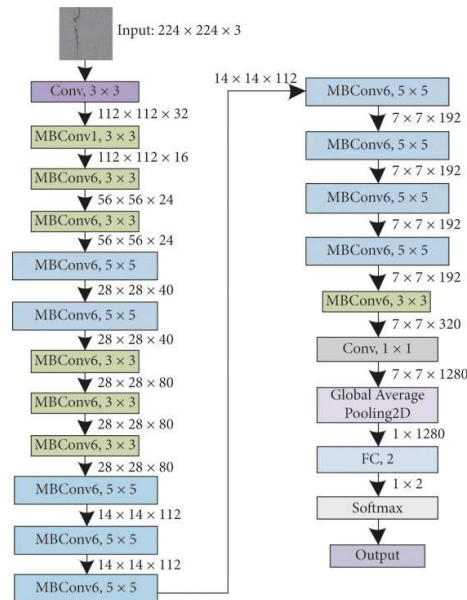 Input: 224 × 224 × 3
Conv, 3 × 3
112 × 112 × 32
MBConv1, 3 × 3
112 × 112 × 16
MBConv6, 3 × 3
56 × 56 × 24
MBConv6, 3 × 3
56 × 56 × 24
MBConv6, 5 × 5
28 × 28 × 40
MBConv6, 5 × 5
28 × 28 × 40
MBConv6, 3 × 3
28 × 28 × 80
MBConv6, 3 × 3
28 × 28 × 80
MBConv6, 3 × 3
28 × 28 × 80
MBConv6, 5 × 5
14 × 14 × 112
MBConv6, 5 × 5
14 × 14 × 112
MBConv6, 5 × 5
14 × 14 × 112
MBConv6, 5 × 5
7 × 7 × 192
MBConv6, 5 × 5
7 × 7 × 192
MBConv6, 5 × 5
7 × 7 × 192
MBConv6, 5 × 5
7 × 7 × 192
MBConv6, 3 × 3
7 × 7 × 320
Conv, 1 × 1
7 × 7 × 1280
Global Average
Pooling2D
1 × 1280
FC, 2
1 × 2
Softmax
Output